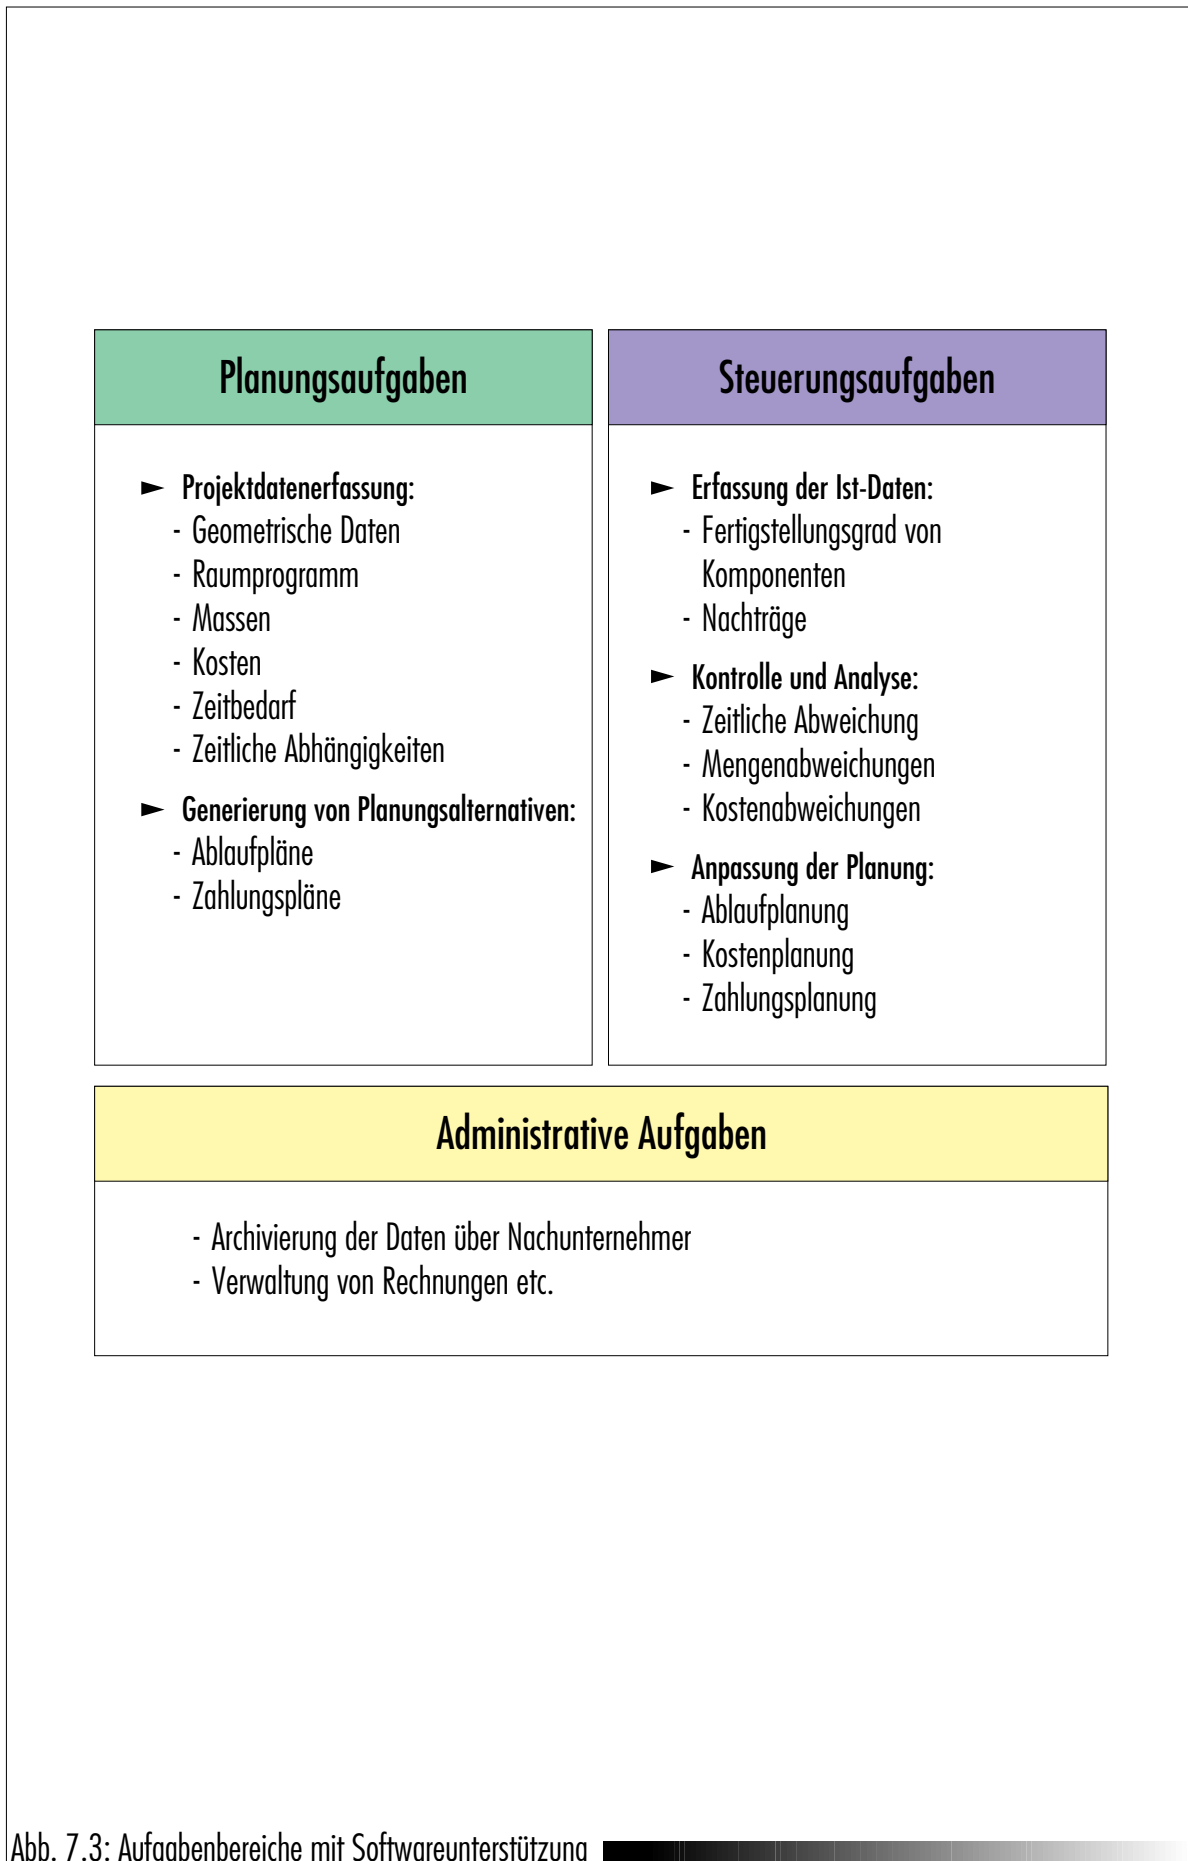 Planungsaufgaben
► Projektdatenerfassung:
- Geometrische Daten
- Raumprogramm
- Massen
- Kosten
- Zeitbedarf
- Zeitliche Abhängigkeiten
► Generierung von Planungsalternativen:
- Ablaufpläne
- Zahlungspläne
Steuerungsaufgaben
► Erfassung der Ist-Daten:
- Fertigstellungsgrad von
Komponenten
- Nachträge
► Kontrolle und Analyse:
- Zeitliche Abweichung
- Mengenabweichungen
- Kostenabweichungen
► Anpassung der Planung:
- Ablaufplanung
- Kostenplanung
- Zahlungsplanung
Administrative Aufgaben
- Archivierung der Daten über Nachunternehmer
- Verwaltung von Rechnungen etc.
Abb. 7.3: Aufgabenbereiche mit Softwareunterstützung